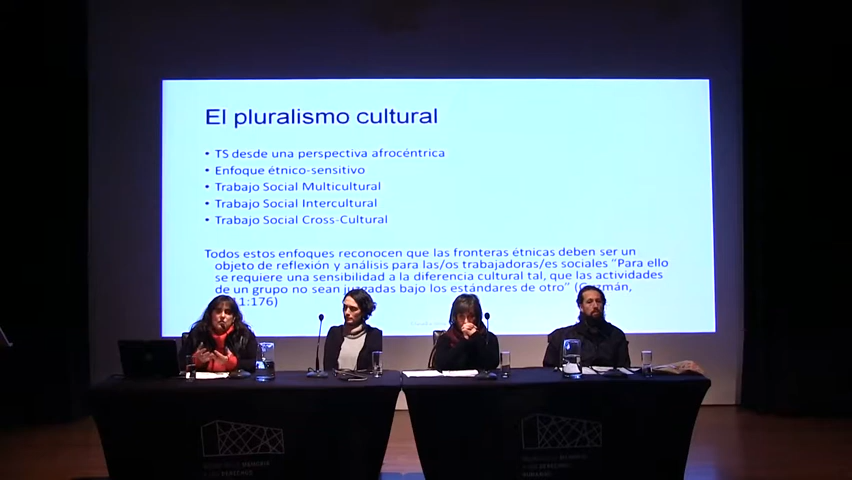 El pluralismo cultural
• TS desde una perspectiva afrocéntrica
• Enfoque étnico-sensitivo
• Trabajo Social Multicultural
• Trabajo Social Intercultural
• Trabajo Social Cross-Cultural
Todos estos enfoques reconocen que las fronteras étnicas deben ser un
objeto de reflexión y análisis para las/os trabajadoras/es sociales "Para ello
se requiere una sensibilidad a la diferencia cultural tal, que las actividades
de un grupo no sean juzgadas bajo los estándares de otro" (Guzmán,
11:176)